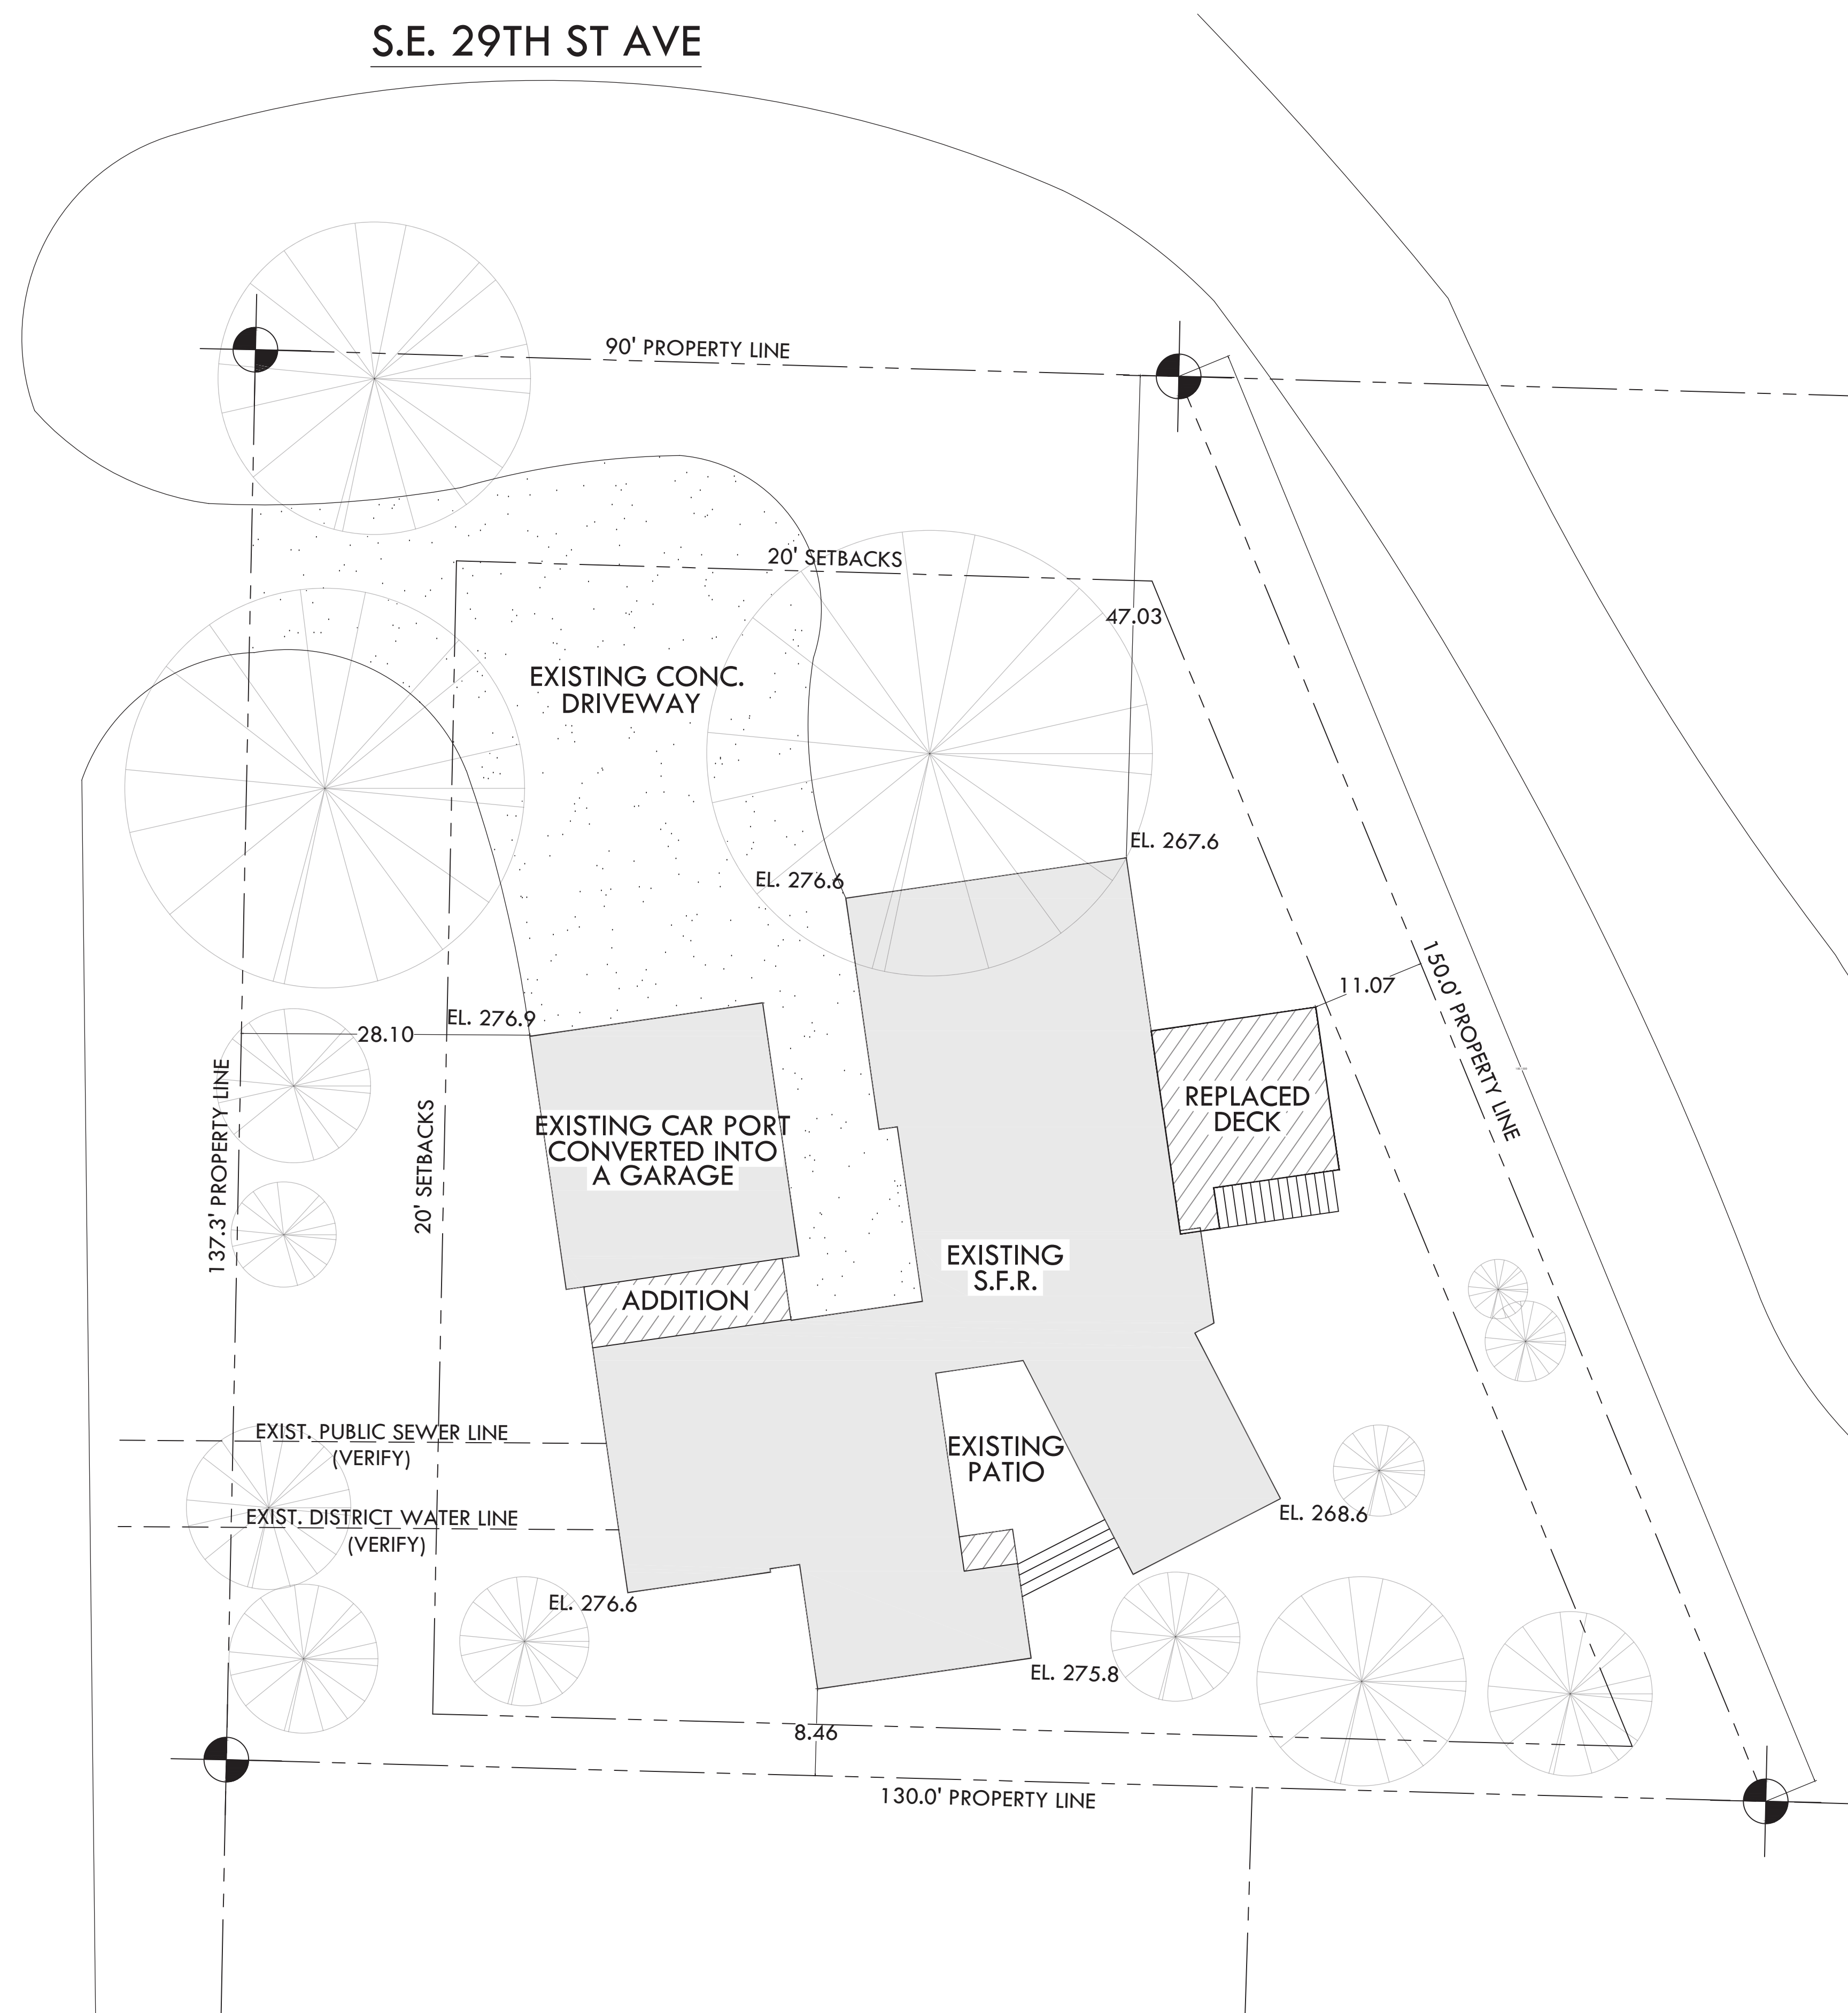 S.E. 29TH ST AVE
90' PROPERTY LINE
20' SETBACKS
47.03
EXISTING CONC.
DRIVEWAY
EL. 267.6
EL. 276.6
150.0' PROPERTY LINE
11.07
EL. 276.9
28.10
137.3' PROPERTY LINE
20' SETBACKS
EXISTING CAR PORT
CONVERTED INTO
A GARAGE
REPLACED
DECK
EXISTING
S.F.R.
ADDITION
EXIST. PUBLIC SEWER LINE
(VERIFY)
EXISTING
PATIO
EXIST. DISTRICT WATER LINE
(VERIFY)
EL. 268.6
EL. 276.6
EL. 275.8
8.46
130.0' PROPERTY LINE